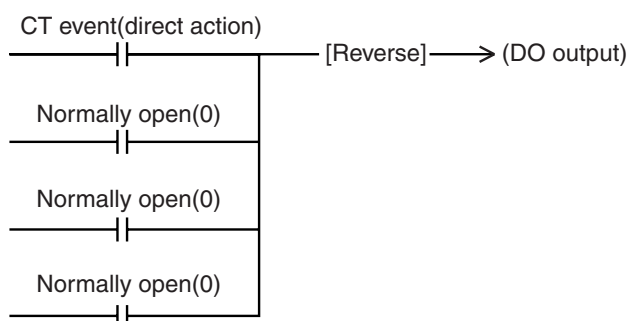 CT event(direct action)
[Reverse] (DO output)
Normally open(0)
Normally open(0)
Normally open(0)